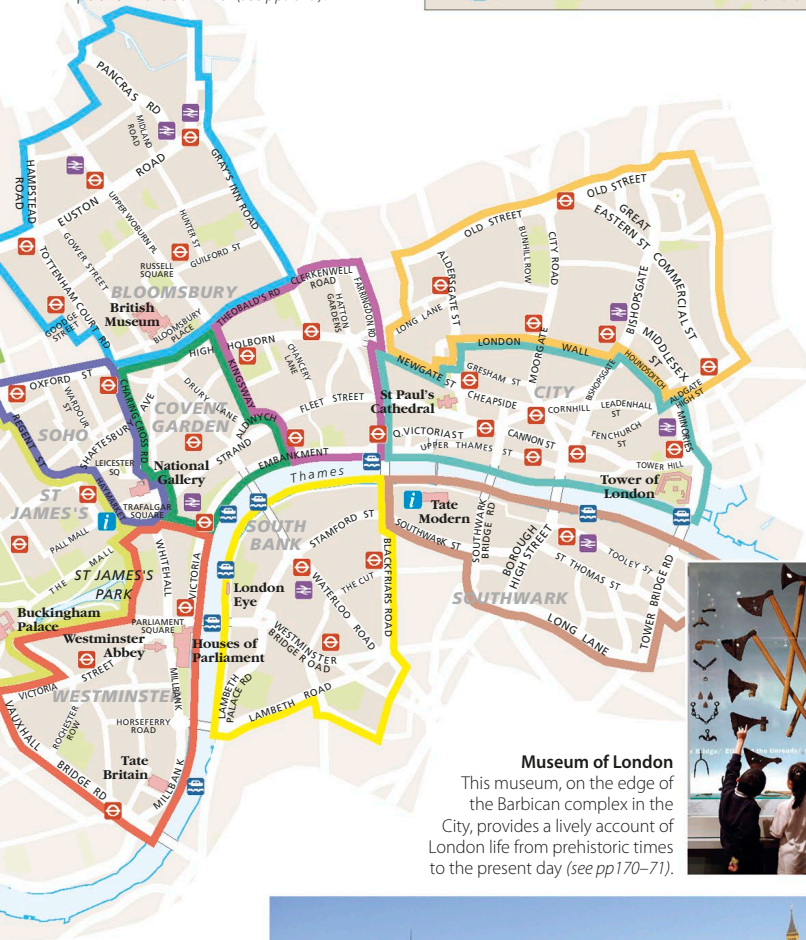 PANCRAS RD
MIDLAND
ROAD
HAMPSTEAD
ROAD
EUSTON ROAD
UPPER WOBURN PL
HUNTER ST
GRAY'S INN ROAD
GOWER STREET
RUSSELL
SQUARE
GUILFORD ST
TOTTENHAM COURT RD
BLOOMSBURY
British
Museum
BLOOMSBURY
PLACE
GOODGE
STREET
THEOBALD'S RD
CLERKENWELL
ROAD
HATTON
GARDENS
FARRINGDON RD
HIGH HOLBORN
CHANCERY
LANE
KINGSWAY
OLD STREET
OLD STREET
GREAT
EASTERN ST
COMMERCIAL ST
BUNHILL ROW
CITY ROAD
ALDERSGATE ST
LONG LANE
BISHOPSGATE
MIDDLESEX
ST
LONDON WALL
MOORGATE
HOUNDSDITCH
ALDGATE
HIGH ST
OXFORD ST
WARDOUR
ST
SOHO
REGENT ST
SHAFTESBURY AVE
CHARING CROSS RD
COVENT
GARDEN
DRURY LANE
ALDWYCH
STRAND
FLEET STREET
LEICESTER
SQ
HAYMARKET
National
Gallery
EMBANKMENT
NEWGATE ST
GRESHAM ST
St Paul's
Cathedral
CHEAPSIDE
CITY
BISHOPSGATE
CORNHILL
LEADENHALL
ST
FENCHURCH
ST
MINORIES
Q.VICTORIA ST
CANNON ST
UPPER THAMES ST
TOWER HILL
Tower of
London
Thames
ST
JAMES'S
TRAFALGAR
SQUARE
PALL MALL
THE MALL
ST JAMES'S
PARK
WHITEHALL
VICTORIA
SOUTH
BANK
STAMFORD ST
Tate
Modern
SOUTHWARK ST
SOUTHWARK
BRIDGE RD
BOROUGH
HIGH STREET
TOOLEY ST
ST THOMAS ST
TOWER BRIDGE RD
SOUTHWARK
LONG LANE
London
Eye
WATERLOO ROAD
THE CUT
BLACKFRIARS ROAD
Buckingham
Palace
PARLIAMENT
SQUARE
Westminster
Abbey
Houses of
Parliament
WESTMINSTER
BRIDGE ROAD
LAMBETH
PALACE RD
LAMBETH ROAD
VICTORIA STREET
WESTMINSTER
MILLBANK
VAUXHALL
BRIDGE RD
ROCHESTER
ROW
HORSEFERRY
ROAD
Tate
Britain
MILLBANK
Museum of London
This museum, on the edge of
the Barbican complex in the
City, provides a lively account of
London life from prehistoric times
to the present day (see pp170–71).